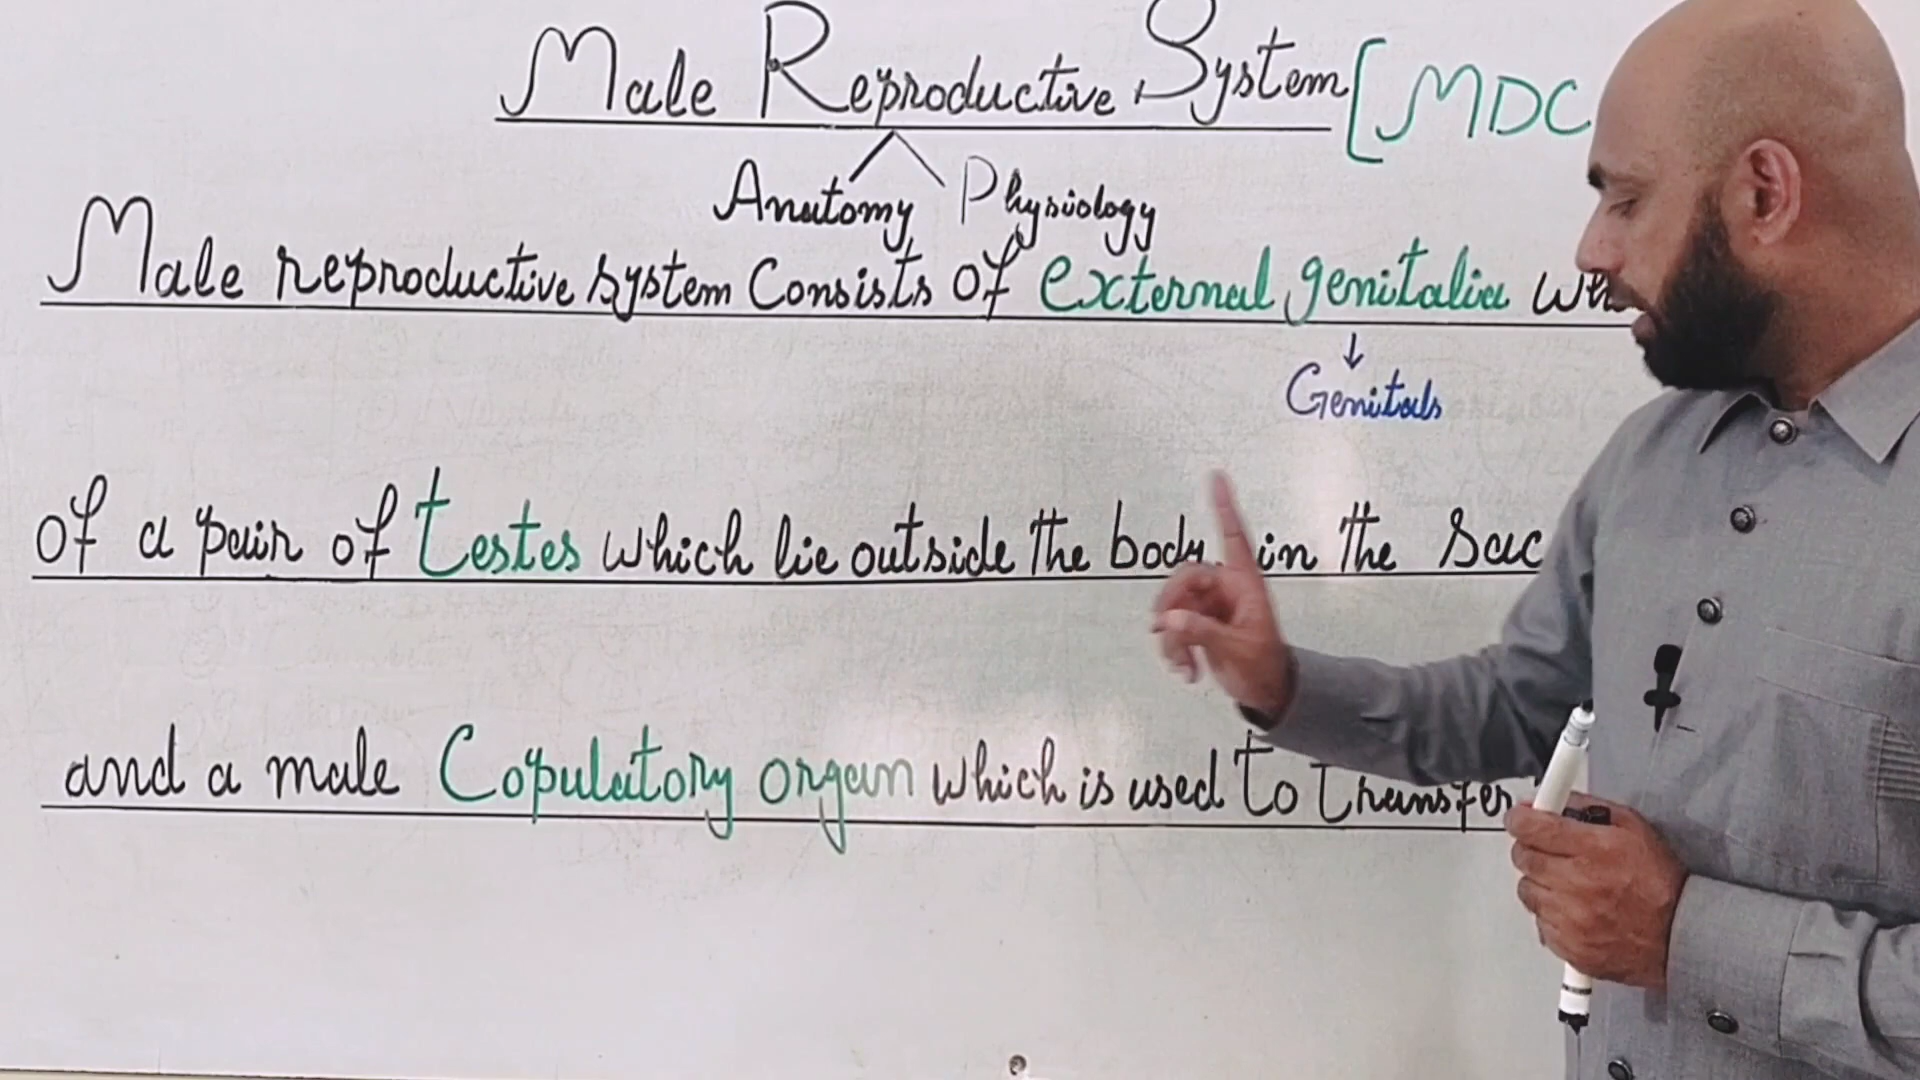 Male Reproductive System [MDC
Anatomy Physiology
Male reproductive system consists of external genitalia
Genitals
of a pair of testes which lie outside the body, in the sac
and a male Copulatory organ which is used to transfer